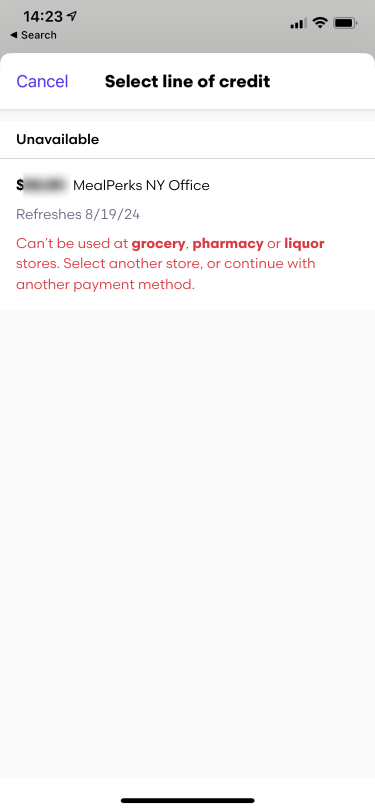 14:23
◀ Search
Cancel
Select line of credit
Unavailable
$ MealPerks NY Office
Refreshes 8/19/24
Can't be used at grocery, pharmacy or liquor
stores. Select another store, or continue with
another payment method.